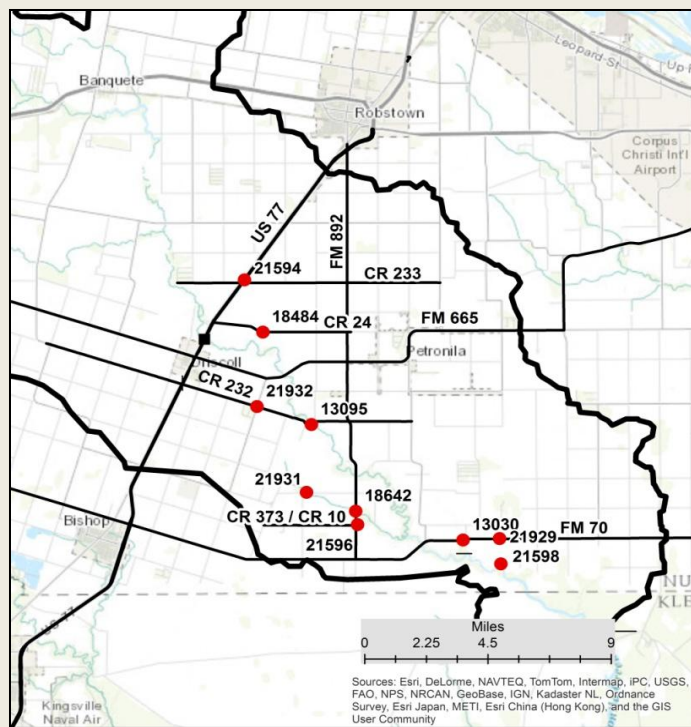 Leopard-St
Up
Banquete
Robstown
Corpus
Christi Int'l
Airport
US 77
FM 892
21594
CR 233
18484
CR 24
FM 665
Driscoll
Petronila
CR 232
21932
13095
21931
18642
CR 373 / CR 10
13030
FM 70
21929
Bishop
21596
21598
NU
KLE
US-77
Miles
0 2.25 4.5 9
Kingsville
Naval Air
Sources: Esri, DeLorme, NAVTEQ, TomTom, Intermap, iPC, USGS,
FAO, NPS, NRCAN, GeoBase, IGN, Kadaster NL, Ordnance
Survey, Esri Japan, METI, Esri China (Hong Kong), and the GIS
User Community